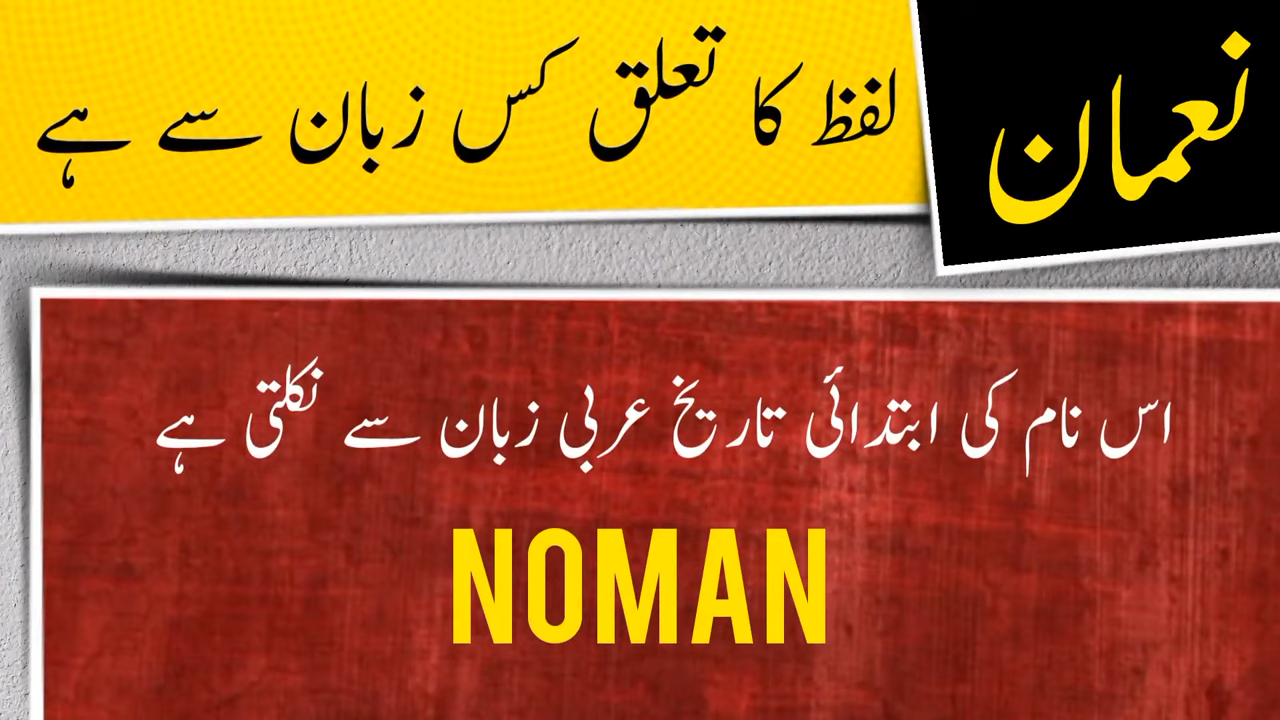 نعمان لفظ کا تعلق کس زبان سے ہے
اس نام کی ابتدائی تاریخ عربی زبان سے نکلتی ہے
NOMAN